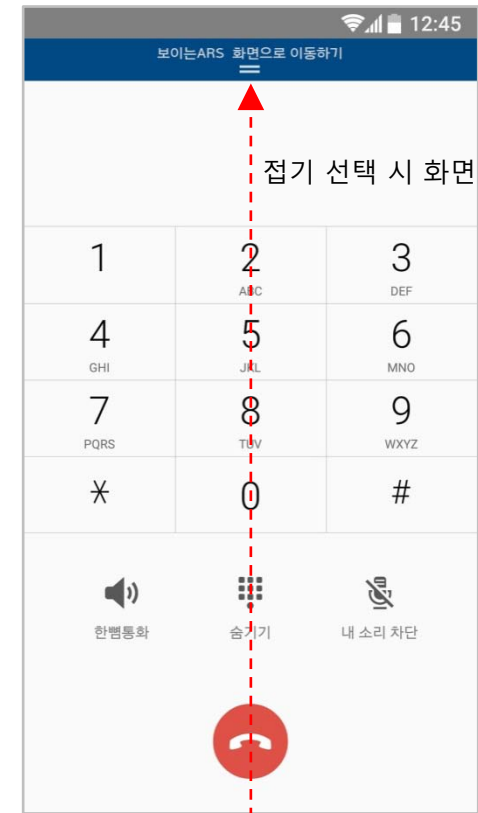 12:45
보이는ARS 화면으로 이동하기
접기 선택 시 화면
1 2 3
ABC DEF
4 5 6
GHI JKL MNO
7 8 9
PQRS TUV WXYZ
* 0 #
한뼘통화 숨기기 내 소리 차단